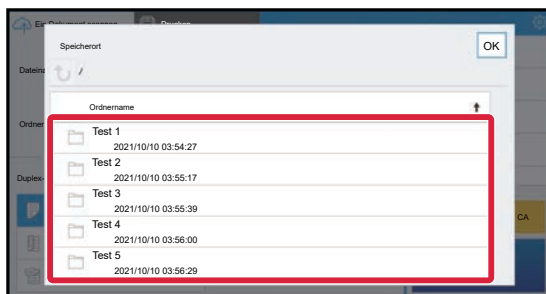 Ein Dokument scannen
Drucken
Speicherort
OK
/
Ordnername
Test 1
2021/10/10 03:54:27
Test 2
2021/10/10 03:55:17
Test 3
2021/10/10 03:55:39
Test 4
2021/10/10 03:56:00
Test 5
2021/10/10 03:56:29
Dateina
Ordner
Duplex-
CA